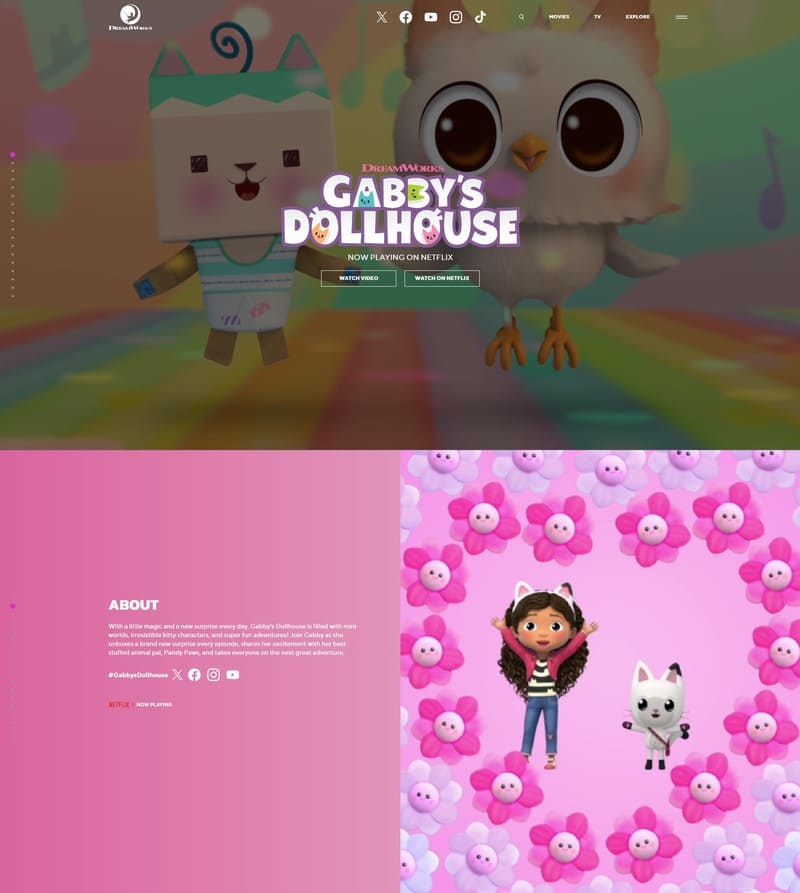 DREAMWORKS
MOVIES
TV
EXPLORE
DREAMWORKS
GABBY'S
DOLLHOUSE
NOW PLAYING ON NETFLIX
WATCH VIDEO
WATCH ON NETFLIX
ABOUT
With a little magic and a new surprise every day, Gabby's Dollhouse is filled with mini-
worlds, irresistible kitty characters, and super fun adventures! Join Gabby as she
unboxes a brand new surprise every episode, shares her excitement with her best
stuffed animal pal, Pandy Paws, and takes everyone on the next great adventure.
#GabbysDollhouse
NETFLIX NOW PLAYING